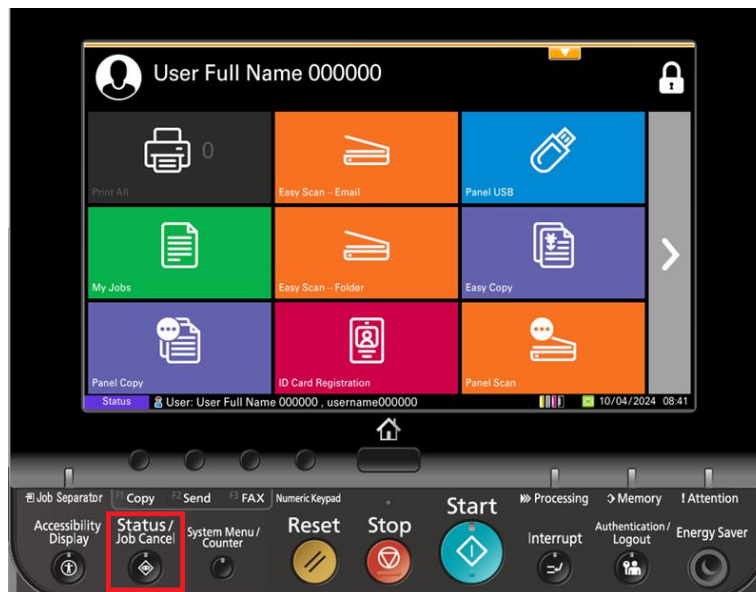 User Full Name 000000
0
Print All
Easy Scan – Email
Panel USB
My Jobs
Easy Scan – Folder
Easy Copy
Panel Copy
ID Card Registration
Panel Scan
Status
User: User Full Name 000000 , username000000
10/04/2024 08:41
Job Separator
F1 Copy
F2 Send
F3 FAX
Numeric Keypad
Start
Processing
Memory
! Attention
Accessibility
Display
Status /
Job Cancel
System Menu /
Counter
Reset
Stop
Interrupt
Authentication /
Logout
Energy Saver